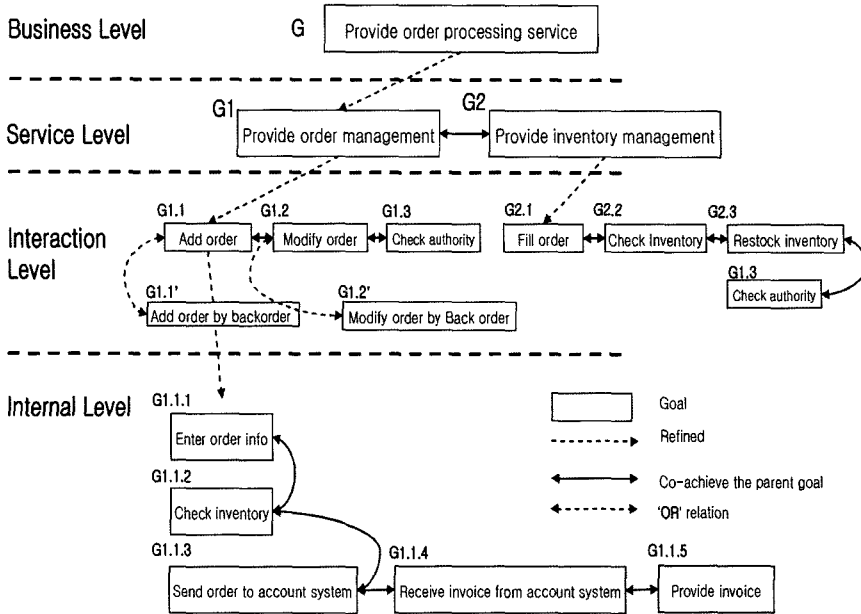 Business Level
G
Provide order processing service
G1
G2
Service Level
Provide order management
Provide inventory management
G1.1
G1.2
G1.3
G2.1
G2.2
G2.3
Interaction
Level
Add order
Modify order
Check authority
Fill order
Check Inventory
Restock inventory
G1.3
Check authority
G1.1'
G1.2'
Add order by backorder
Modify order by Back order
Internal Level
G1.1.1
Enter order info
G1.1.2
Check inventory
G1.1.3
G1.1.4
G1.1.5
Send order to account system
Receive invoice from account system
Provide invoice
Goal
Refined
Co-achieve the parent goal
'OR' relation